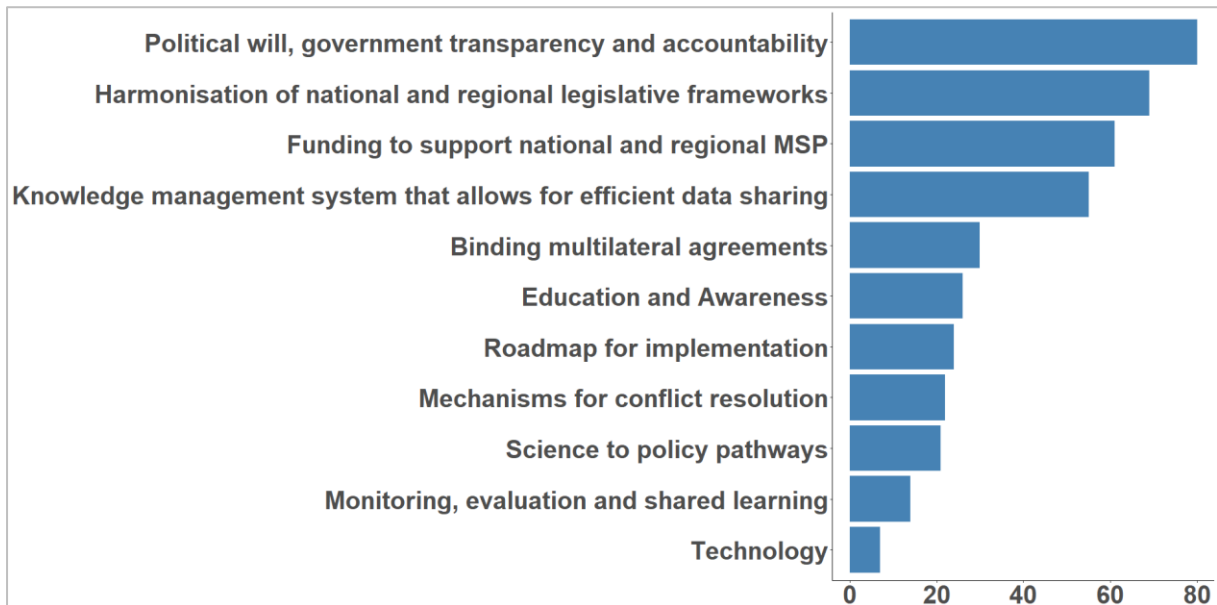 Political will, government transparency and accountability
Harmonisation of national and regional legislative frameworks
Funding to support national and regional MSP
Knowledge management system that allows for efficient data sharing
Binding multilateral agreements
Education and Awareness
Roadmap for implementation
Mechanisms for conflict resolution
Science to policy pathways
Monitoring, evaluation and shared learning
Technology
0 20 40 60 80